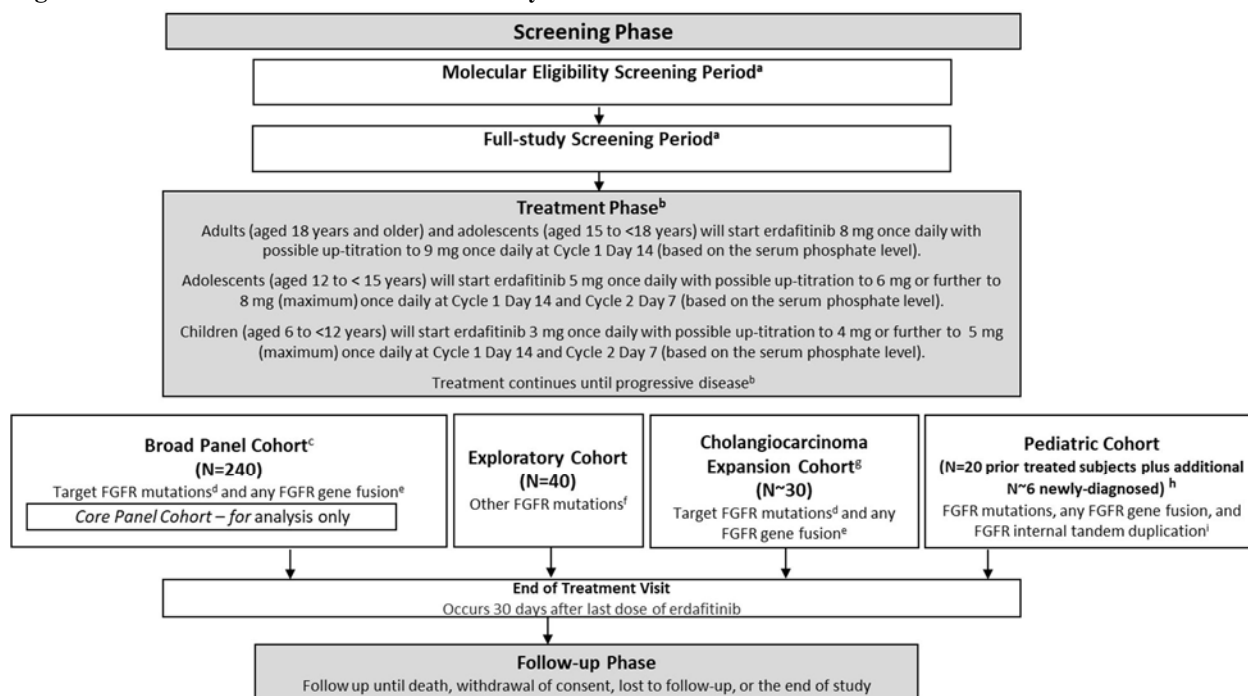 Screening Phase
Molecular Eligibility Screening Periodᵃ
Full-study Screening Periodᵃ
Treatment Phaseᵇ
Adults (aged 18 years and older) and adolescents (aged 15 to <18 years) will start erdafitinib 8 mg once daily with
possible up-titration to 9 mg once daily at Cycle 1 Day 14 (based on the serum phosphate level).
Adolescents (aged 12 to < 15 years) will start erdafitinib 5 mg once daily with possible up-titration to 6 mg or further to
8 mg (maximum) once daily at Cycle 1 Day 14 and Cycle 2 Day 7 (based on the serum phosphate level).
Children (aged 6 to <12 years) will start erdafitinib 3 mg once daily with possible up-titration to 4 mg or further to 5 mg
(maximum) once daily at Cycle 1 Day 14 and Cycle 2 Day 7 (based on the serum phosphate level).
Treatment continues until progressive diseaseᵇ
Broad Panel Cohortᶜ
(N=240)
Target FGFR mutationsᵈ and any FGFR gene fusionᵉ
Core Panel Cohort – for analysis only
Exploratory Cohort
(N=40)
Other FGFR mutationsᶠ
Cholangiocarcinoma
Expansion Cohortᵍ
(N~30)
Target FGFR mutationsᵈ and any
FGFR gene fusionᵉ
Pediatric Cohort
(N=20 prior treated subjects plus additional
N~6 newly-diagnosed) ʰ
FGFR mutations, any FGFR gene fusion, and
FGFR internal tandem duplicationⁱ
End of Treatment Visit
Occurs 30 days after last dose of erdafitinib
Follow-up Phase
Follow up until death, withdrawal of consent, lost to follow-up, or the end of study